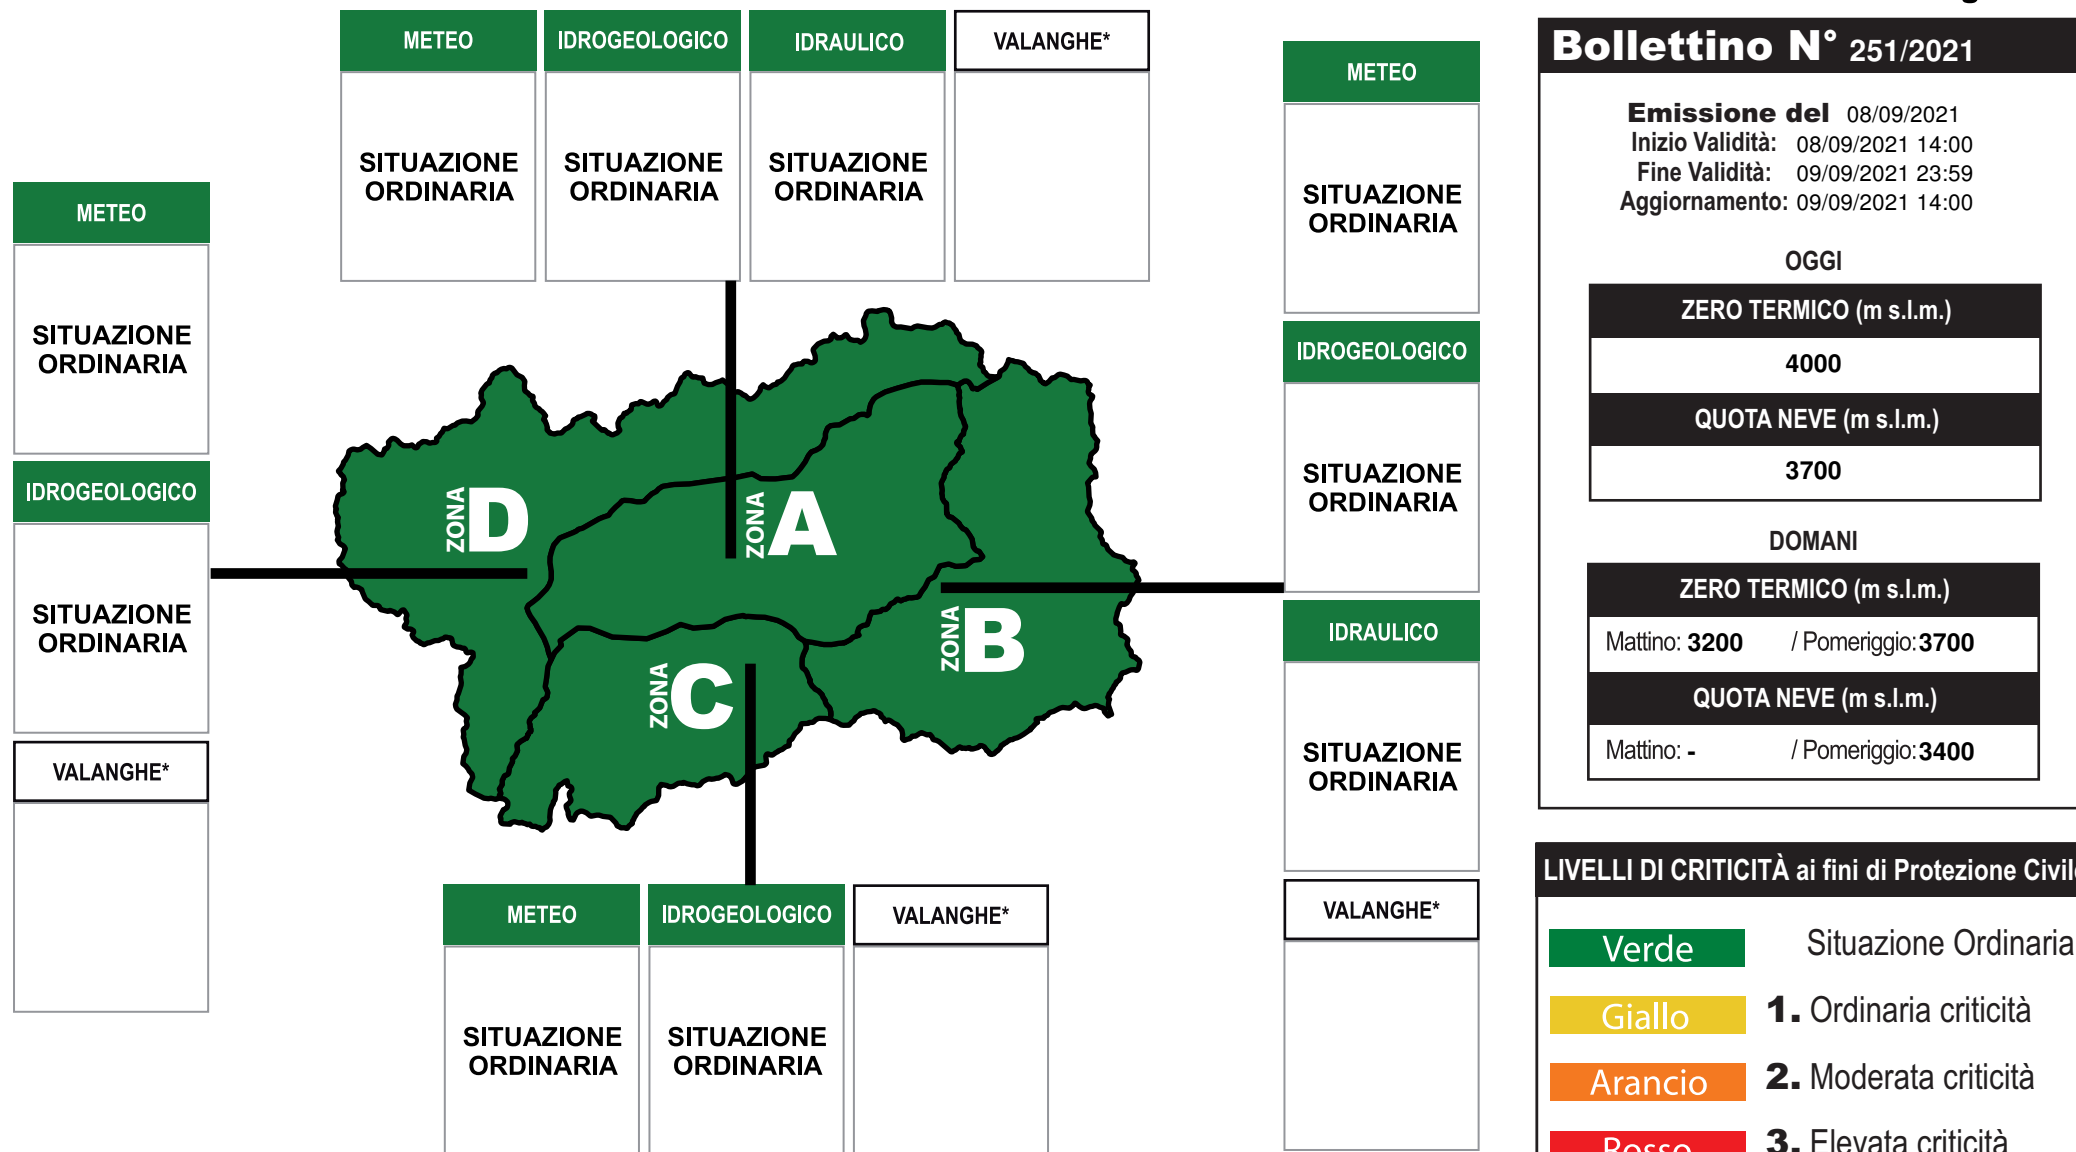 METEO IDROGEOLOGICO IDRAULICO VALANGHE*
SITUAZIONE ORDINARIA
SITUAZIONE ORDINARIA
SITUAZIONE ORDINARIA
METEO
SITUAZIONE
ORDINARIA
IDROGEOLOGICO
SITUAZIONE
ORDINARIA
VALANGHE*
ZONA D
ZONA A
ZONA B
ZONA C
METEO
SITUAZIONE
ORDINARIA
IDROGEOLOGICO
SITUAZIONE
ORDINARIA
IDRAULICO
SITUAZIONE
ORDINARIA
VALANGHE*
METEO IDROGEOLOGICO VALANGHE*
SITUAZIONE ORDINARIA
SITUAZIONE ORDINARIA
Bollettino N° 251/2021
Emissione del 08/09/2021
Inizio Validità: 08/09/2021 14:00
Fine Validità: 09/09/2021 23:59
Aggiornamento: 09/09/2021 14:00
OGGI
ZERO TERMICO (m s.l.m.)
4000
QUOTA NEVE (m s.l.m.)
3700
DOMANI
ZERO TERMICO (m s.l.m.)
Mattino: 3200 / Pomeriggio: 3700
QUOTA NEVE (m s.l.m.)
Mattino: - / Pomeriggio: 3400
LIVELLI DI CRITICITÀ ai fini di Protezione Civile
Verde Situazione Ordinaria
Giallo 1. Ordinaria criticità
Arancio 2. Moderata criticità
Rosso 3. Elevata criticità